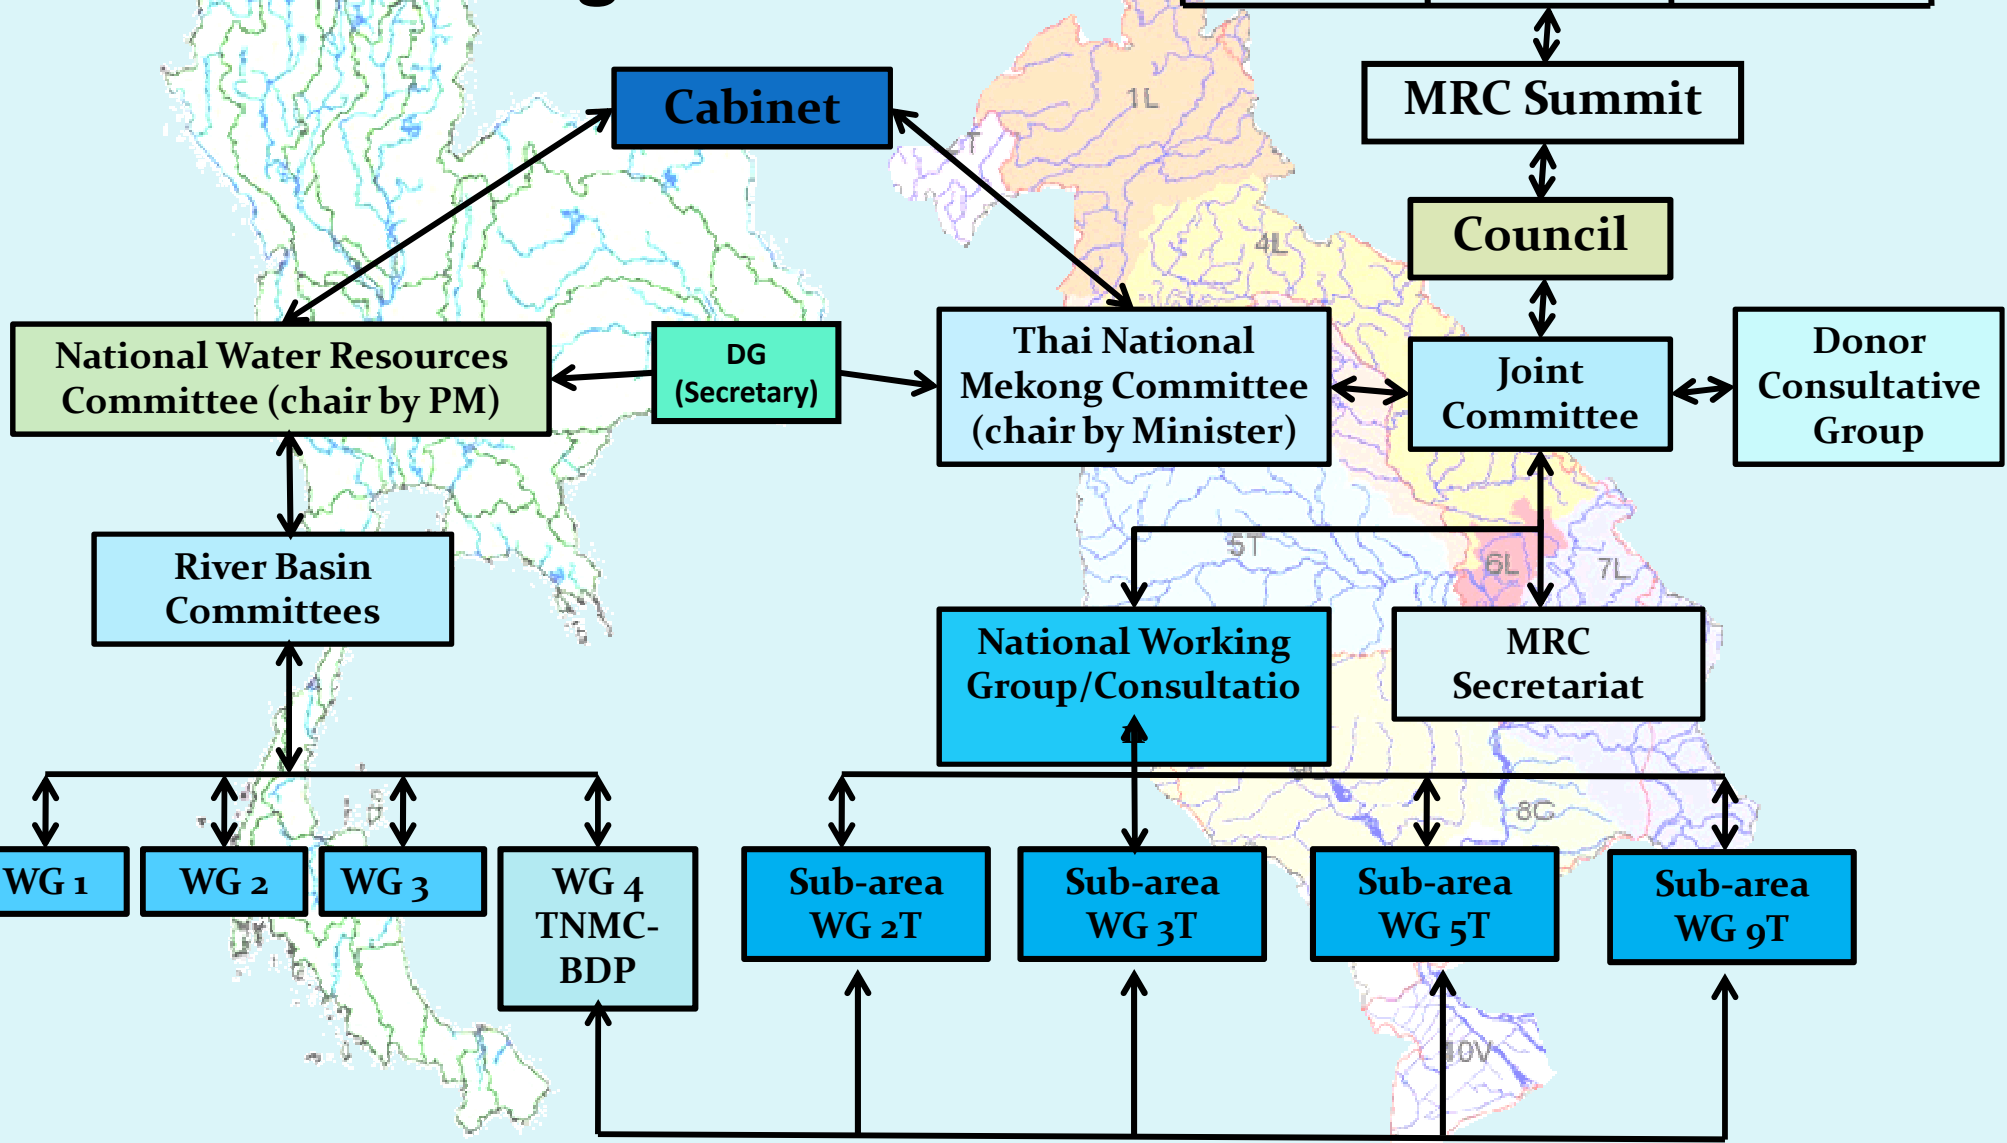 Cabinet
MRC Summit
Council
National Water Resources
Committee (chair by PM)
DG
(Secretary)
Thai National
Mekong Committee
(chair by Minister)
Joint
Committee
Donor
Consultative
Group
River Basin
Committees
National Working
Group/Consultatio
n
MRC
Secretariat
WG 1
WG 2
WG 3
WG 4
TNMC-
BDP
Sub-area
WG 2T
Sub-area
WG 3T
Sub-area
WG 5T
Sub-area
WG 9T
1L
4L
5T
6L
7L
8C
10V